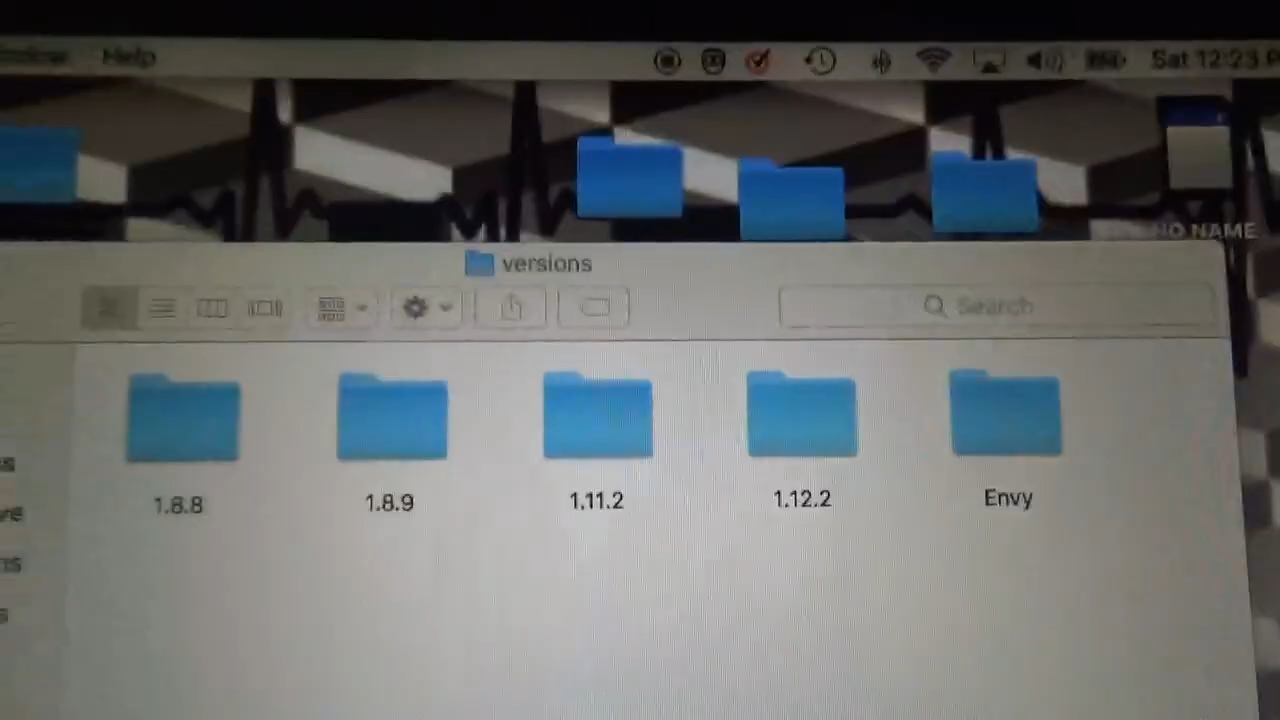 Help
Sat 12:23
NO NAME
versions
Search
1.8.8
1.8.9
1.11.2
1.12.2
Envy